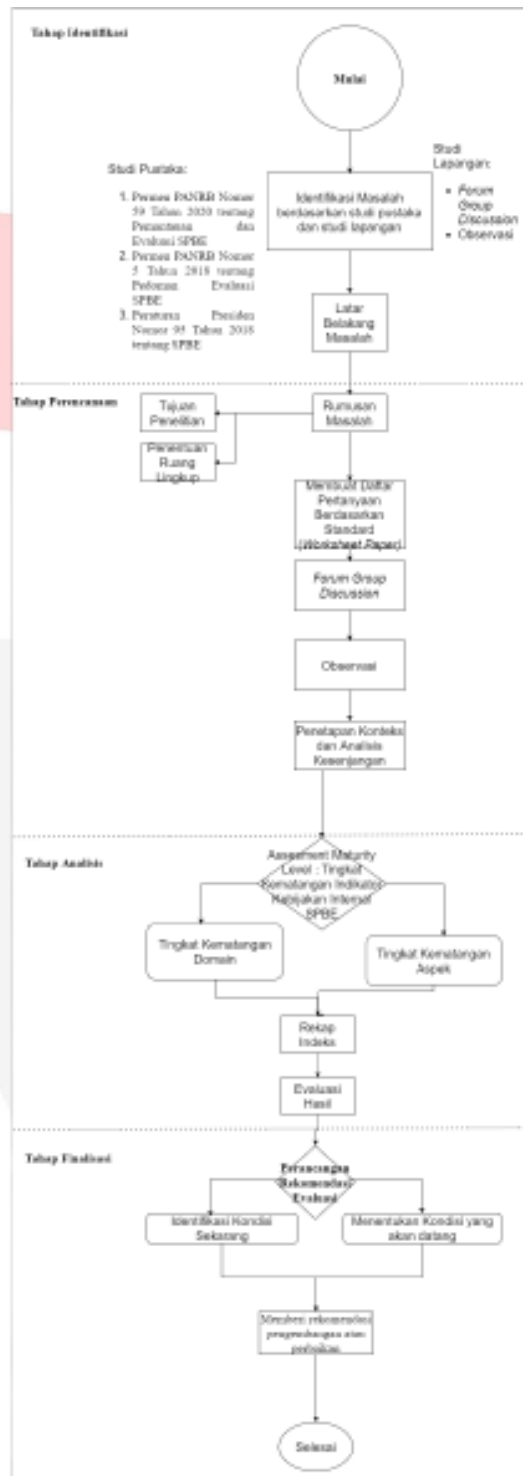 Tahap Identifikasi
Mulai
Studi Pustaka:
1. Permen PANRB Nomor
59 Tahun 2020 tentang
Pemantauan dan
Evaluasi SPBE
2. Permen PANRB Nomor
5 Tahun 2018 tentang
Pedoman Evaluasi
SPBE
3. Peraturan Presiden
Nomor 95 Tahun 2018
tentang SPBE
Identifikasi Masalah
berdasarkan studi pustaka
dan studi lapangan
Studi
Lapangan:
• Forum
Group
Discussion
• Observasi
Latar
Belakang
Masalah
Tahap Perencanaan
Tujuan
Penelitian
Rumusan
Masalah
Penentuan
Ruang
Lingkup
Membuat Daftar
Pertanyaan
Berdasarkan
Standard
(Worksheet Paper)
Forum Group
Discussion
Observasi
Penetapan Konteks
dan Analisis
Kesenjangan
Tahap Analisis
Assesment Maturity
Level : Tingkat
Kematangan Indikator
Kebijakan Internal
SPBE
Tingkat Kematangan
Domain
Tingkat Kematangan
Aspek
Rekap
Indeks
Evaluasi
Hasil
Tahap Finalisasi
Perancangan
Rekomendasi
Evaluasi
Identifikasi Kondisi
Sekarang
Menentukan Kondisi yang
akan datang
Memberi rekomendasi
pengembangan atau
perbaikan
Selesai